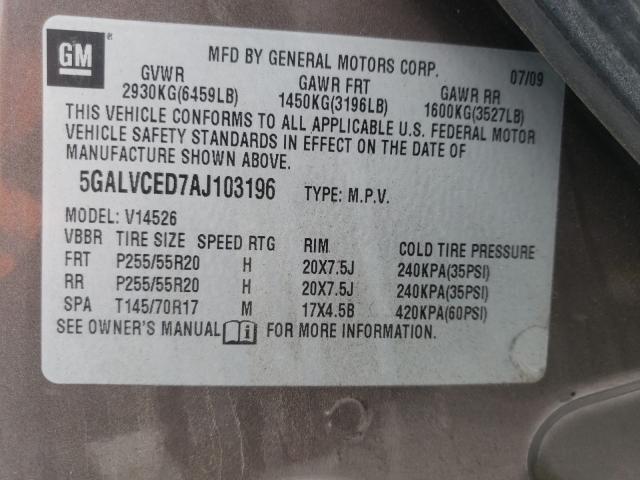 GM
MFD BY GENERAL MOTORS CORP. 07/09
GVWR GAWR FRT GAWR RR
2930KG(6459LB) 1450KG(3196LB) 1600KG(3527LB)
THIS VEHICLE CONFORMS TO ALL APPLICABLE U.S. FEDERAL MOTOR
VEHICLE SAFETY STANDARDS IN EFFECT ON THE DATE OF
MANUFACTURE SHOWN ABOVE.
5GALVCED7AJ103196 TYPE: M.P.V.
MODEL: V14526
VBBR TIRE SIZE SPEED RTG RIM COLD TIRE PRESSURE
FRT P255/55R20 H 20X7.5J 240KPA(35PSI)
RR P255/55R20 H 20X7.5J 240KPA(35PSI)
SPA T145/70R17 M 17X4.5B 420KPA(60PSI)
SEE OWNER'S MANUAL i FOR MORE INFORMATION.